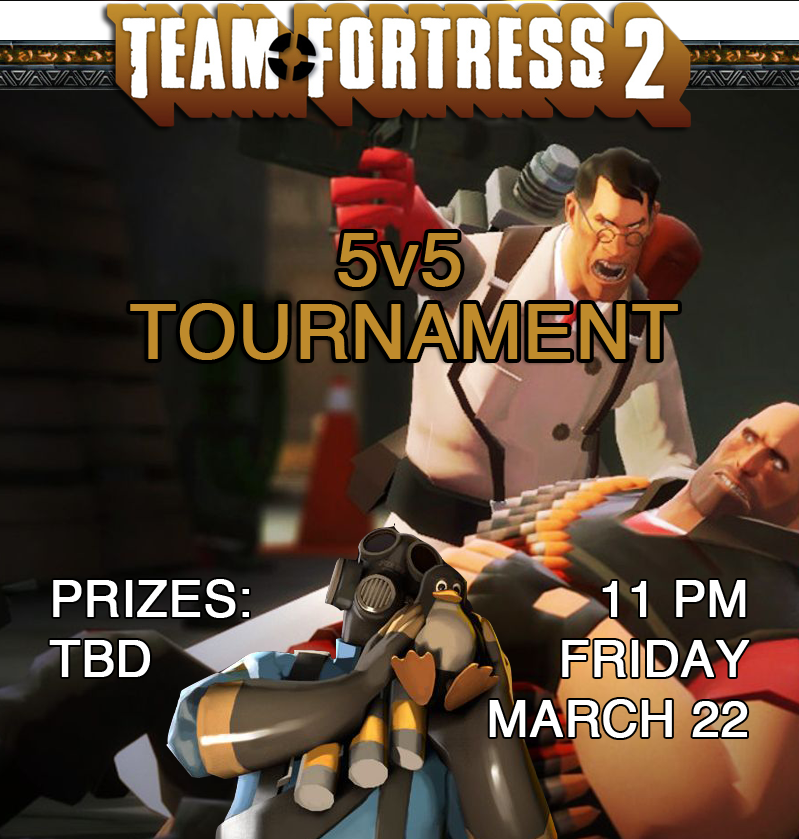 TEAM FORTRESS 2
5v5
TOURNAMENT
PRIZES:
TBD
11 PM
FRIDAY
MARCH 22